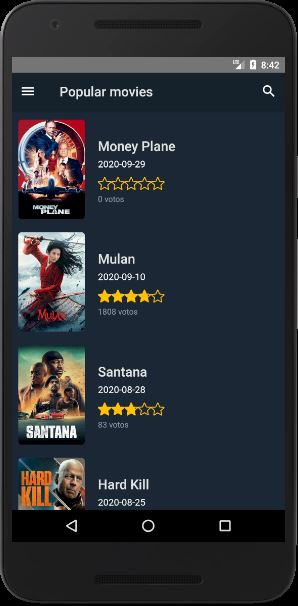 LTE 8:42
Popular movies
MONEY
PLANE
Money Plane
2020-09-29
0 votos
MULAN
Mulan
2020-09-10
1808 votos
SANTANA
Santana
2020-08-28
83 votos
HARD
KILL
Hard Kill
2020-08-25